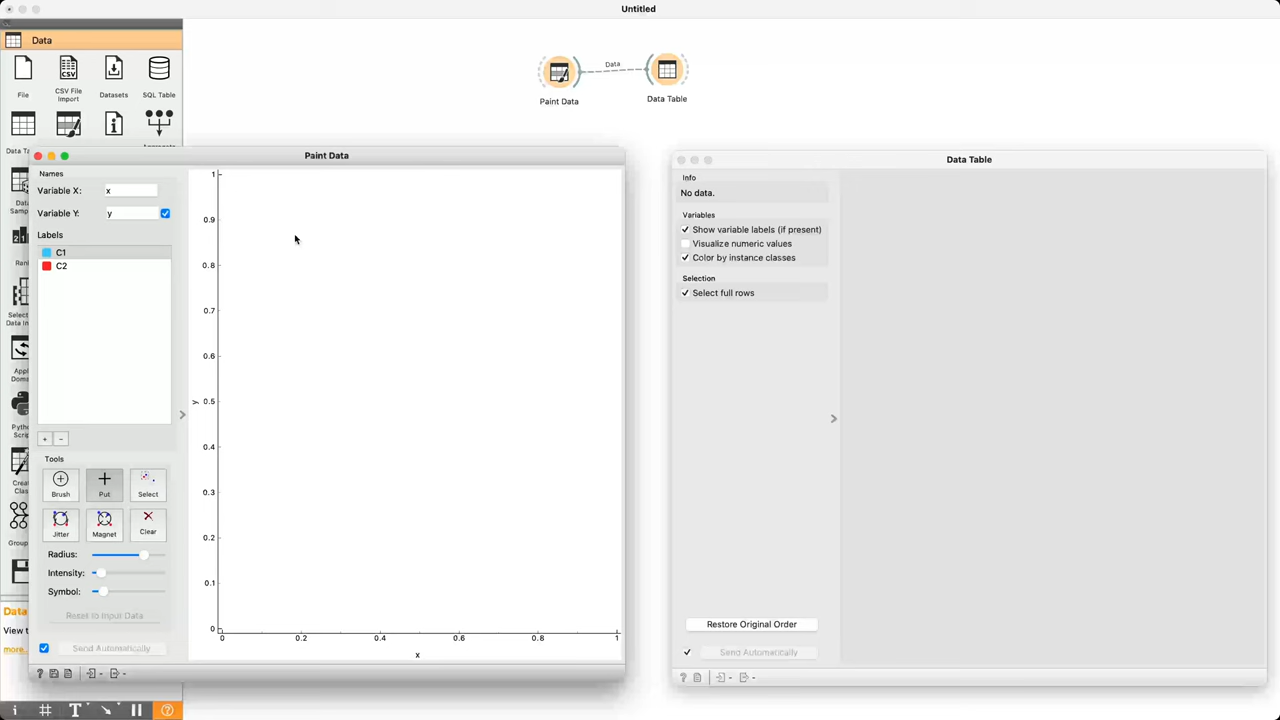 Untitled
Data
File
CSV File
Import
Datasets
SQL Table
Data
Paint Data
Data Table
Paint Data
Names
Variable X:
x
Variable Y:
y
Labels
C1
C2
+
-
Tools
Brush
Put
Select
Jitter
Magnet
Clear
Radius:
Intensity:
Symbol:
Reset to Input Data
Send Automatically
1
0.9
0.8
0.7
0.6
0.5
0.4
0.3
0.2
0.1
0
y
0
0.2
0.4
0.6
0.8
1
x
Data Table
Info
No data.
Variables
Show variable labels (if present)
Visualize numeric values
Color by instance classes
Selection
Select full rows
Restore Original Order
Send Automatically
Data
View t
more..